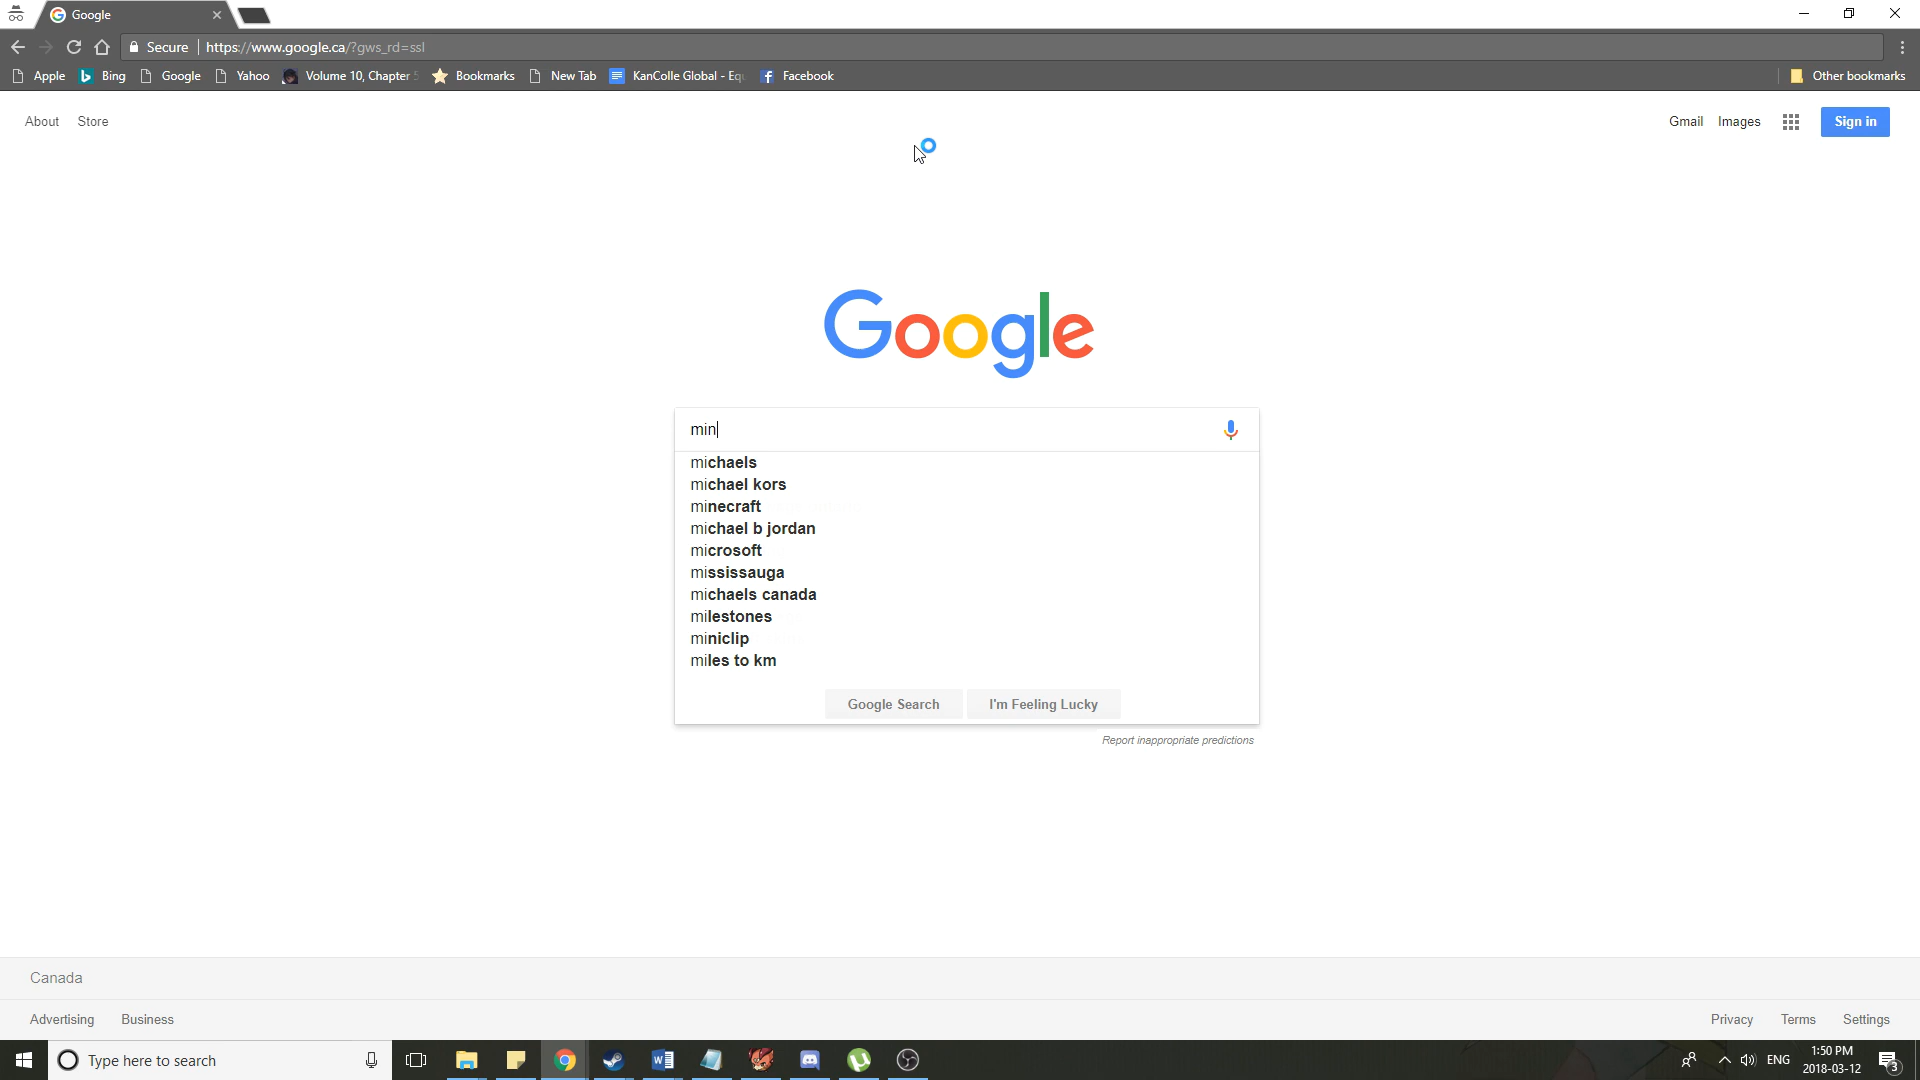 Google
Secure https://www.google.ca/?gws_rd=ssl
Apple Bing Google Yahoo Volume 10, Chapter Bookmarks New Tab KanColle Global - Equ Facebook Other bookmarks
About Store Gmail Images Sign in
Google
min
michaels
michael kors
minecraft
michael b jordan
microsoft
mississauga
michaels canada
milestones
miniclip
miles to km
Google Search I'm Feeling Lucky
Report inappropriate predictions
Canada
Advertising Business Privacy Terms Settings
Type here to search ENG 1:50 PM
2018-03-12 3